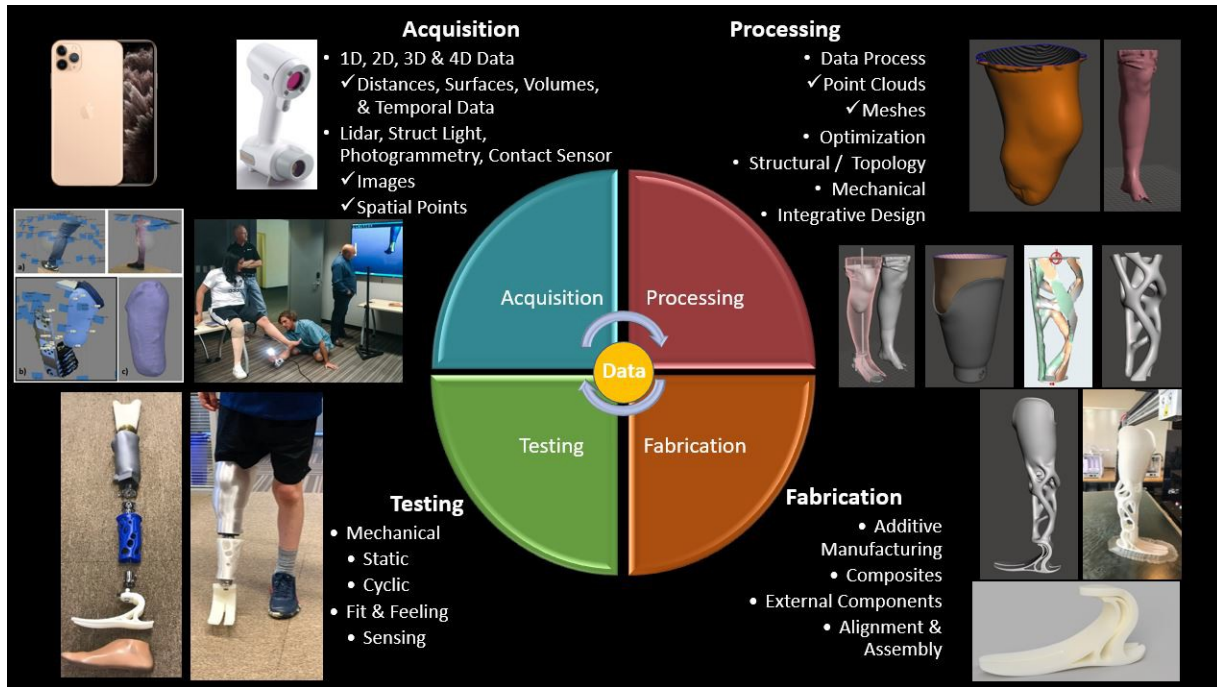 Acquisition
• 1D, 2D, 3D & 4D Data
✓Distances, Surfaces, Volumes,
& Temporal Data
• Lidar, Struct Light,
Photogrammetry, Contact Sensor
✓Images
✓Spatial Points
Processing
• Data Process
✓Point Clouds
✓Meshes
• Optimization
• Structural / Topology
• Mechanical
• Integrative Design
a)
b)
c)
Acquisition
Processing
Data
Testing
Fabrication
Testing
• Mechanical
• Static
• Cyclic
• Fit & Feeling
• Sensing
Fabrication
• Additive
Manufacturing
• Composites
• External Components
• Alignment &
Assembly